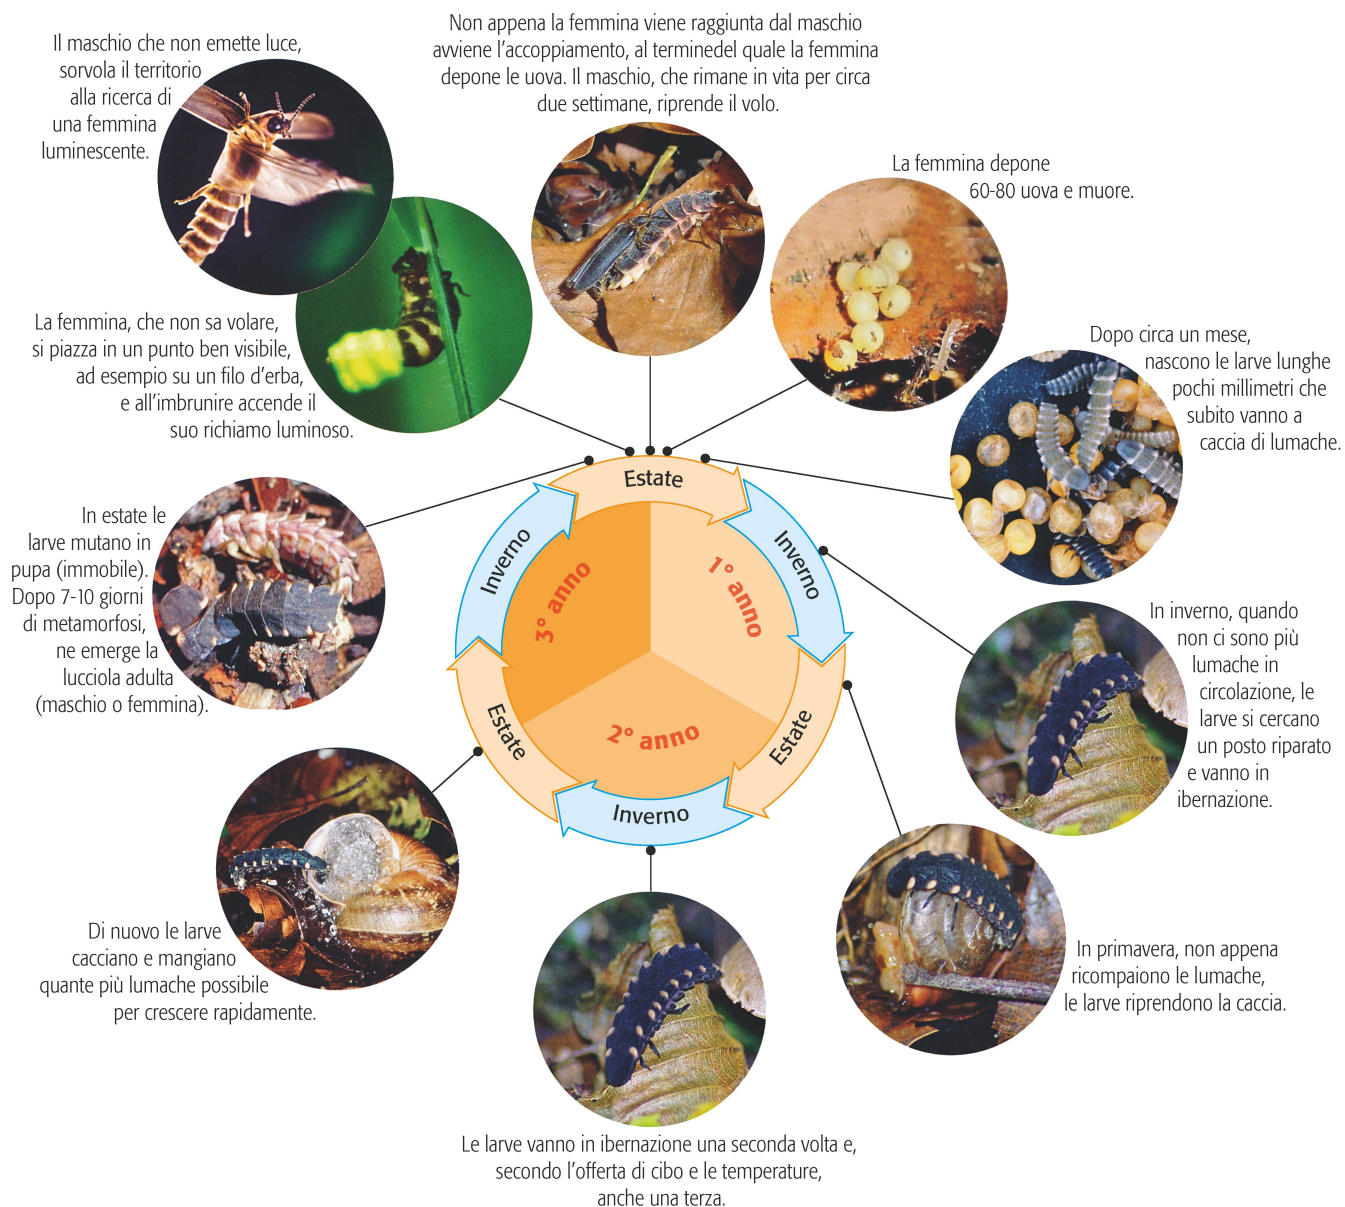 Il maschio che non emette luce,
sorvola il territorio
alla ricerca di
una femmina
luminescente.
Non appena la femmina viene raggiunta dal maschio
avviene l'accoppiamento, al terminedel quale la femmina
depone le uova. Il maschio, che rimane in vita per circa
due settimane, riprende il volo.
La femmina depone
60-80 uova e muore.
La femmina, che non sa volare,
si piazza in un punto ben visibile,
ad esempio su un filo d'erba,
e all'imbrunire accende il
suo richiamo luminoso.
Dopo circa un mese,
nascono le larve lunghe
pochi millimetri che
subito vanno a
caccia di lumache.
In estate le
larve mutano in
pupa (immobile).
Dopo 7-10 giorni
di metamorfosi,
ne emerge la
lucciola adulta
(maschio o femmina).
Estate
Inverno
Estate
Inverno
Estate
Inverno
1° anno
2° anno
3° anno
In inverno, quando
non ci sono più
lumache in
circolazione, le
larve si cercano
un posto riparato
e vanno in
ibernazione.
In primavera, non appena
ricompaiono le lumache,
le larve riprendono la caccia.
Di nuovo le larve
cacciano e mangiano
quante più lumache possibile
per crescere rapidamente.
Le larve vanno in ibernazione una seconda volta e,
secondo l'offerta di cibo e le temperature,
anche una terza.